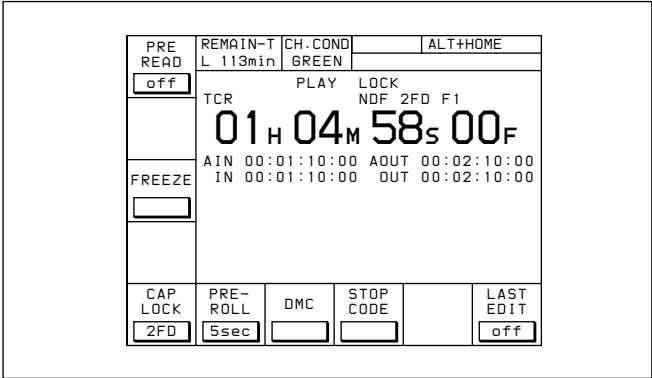 PRE READ
off
REMAIN-T
L 113min
CH.COND
GREEN
ALT+HOME
PLAY LOCK
TCR NDF 2FD F1
01H 04M 58S 00F
AIN 00:01:10:00 AOUT 00:02:10:00
IN 00:01:10:00 OUT 00:02:10:00
FREEZE
CAP LOCK
2FD
PRE-ROLL
5sec
DMC
STOP CODE
LAST EDIT
off